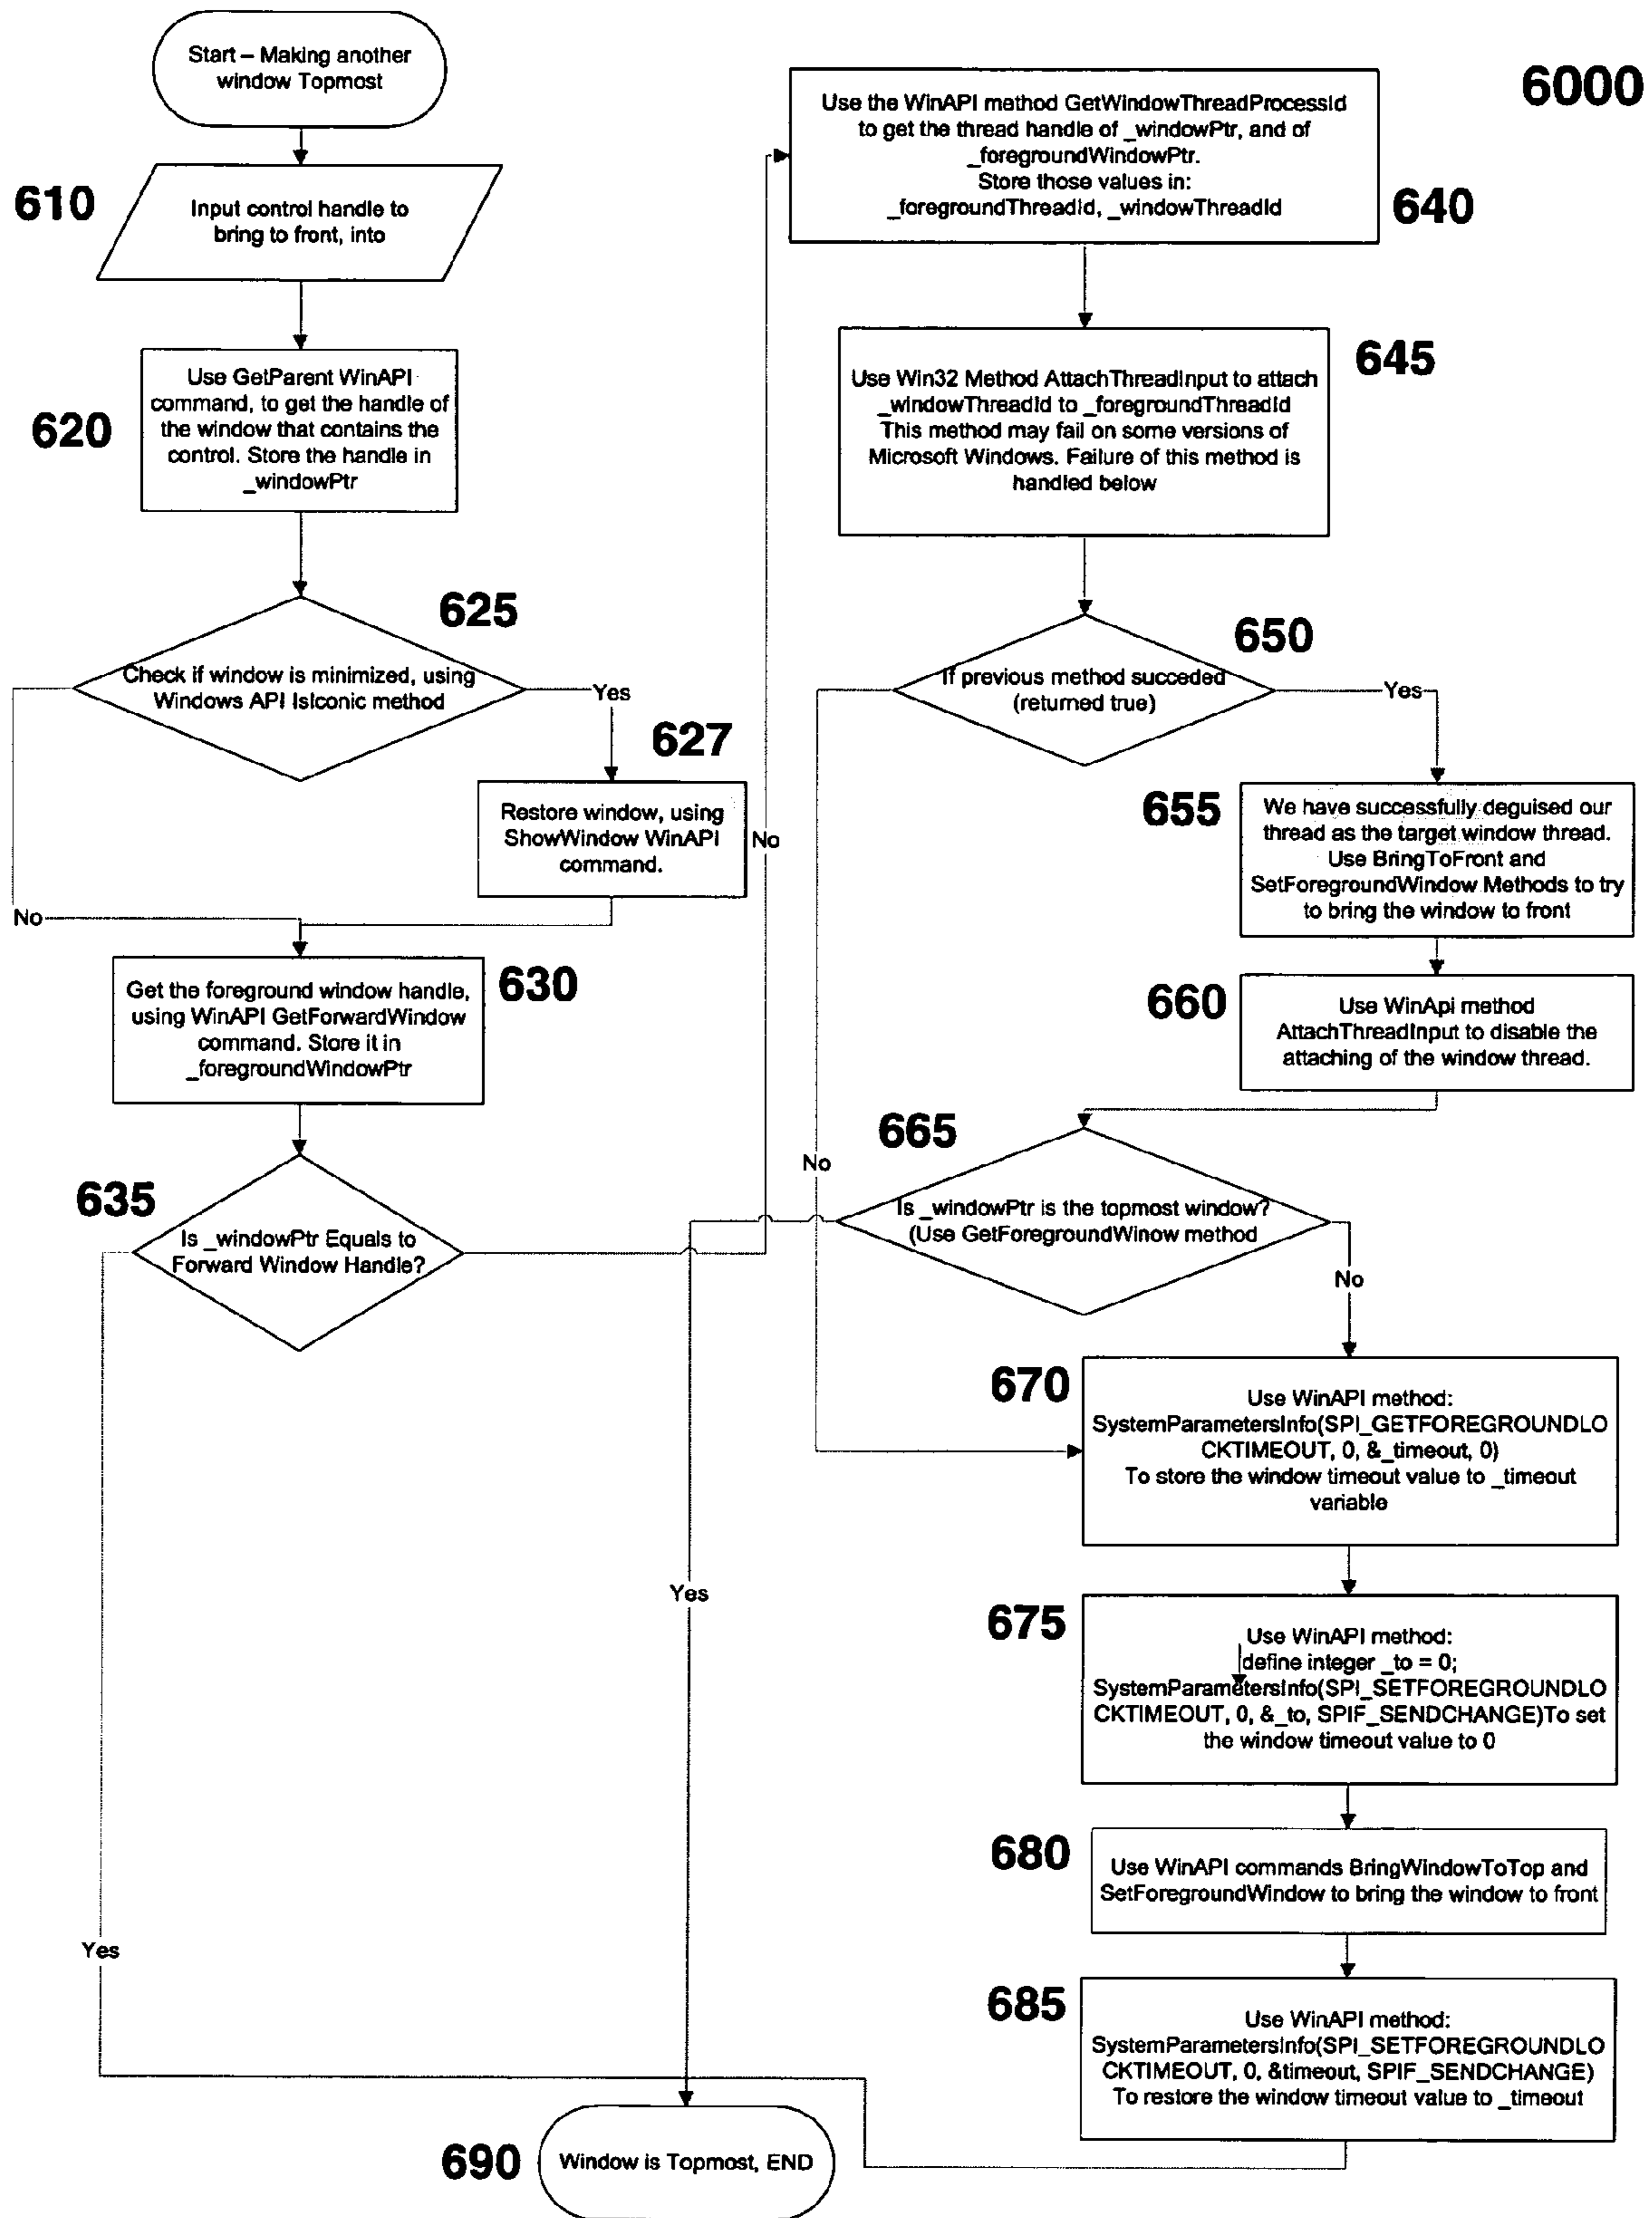 Start – Making another
window Topmost
610
Input control handle to
bring to front, into
620
Use GetParent WinAPI
command, to get the handle of
the window that contains the
control. Store the handle in
_windowPtr
625
Check if window is minimized, using
Windows API IsIconic method
Yes
No
627
Restore window, using
ShowWindow WinAPI
command.
630
Get the foreground window handle,
using WinAPI GetForwardWindow
command. Store it in
_foregroundWindowPtr
635
Is _windowPtr Equals to
Forward Window Handle?
No
Yes
6000
Use the WinAPI method GetWindowThreadProcessId
to get the thread handle of _windowPtr, and of
_foregroundWindowPtr.
Store those values in:
_foregroundThreadId, _windowThreadId
640
645
Use Win32 Method AttachThreadInput to attach
_windowThreadId to _foregroundThreadId
This method may fail on some versions of
Microsoft Windows. Failure of this method is
handled below
650
If previous method succeded
(returned true)
Yes
No
655
We have successfully deguised our
thread as the target window thread.
Use BringToFront and
SetForegroundWindow Methods to try
to bring the window to front
660
Use WinApi method
AttachThreadInput to disable the
attaching of the window thread.
665
Is _windowPtr is the topmost window?
(Use GetForegroundWinow method
No
Yes
670
Use WinAPI method:
SystemParametersInfo(SPI_GETFOREGROUNDLO
CKTIMEOUT, 0, &_timeout, 0)
To store the window timeout value to _timeout
variable
675
Use WinAPI method:
define integer _to = 0;
SystemParametersInfo(SPI_SETFOREGROUNDLO
CKTIMEOUT, 0, &_to, SPIF_SENDCHANGE)To set
the window timeout value to 0
680
Use WinAPI commands BringWindowToTop and
SetForegroundWindow to bring the window to front
685
Use WinAPI method:
SystemParametersInfo(SPI_SETFOREGROUNDLO
CKTIMEOUT, 0, &timeout, SPIF_SENDCHANGE)
To restore the window timeout value to _timeout
690
Window is Topmost, END